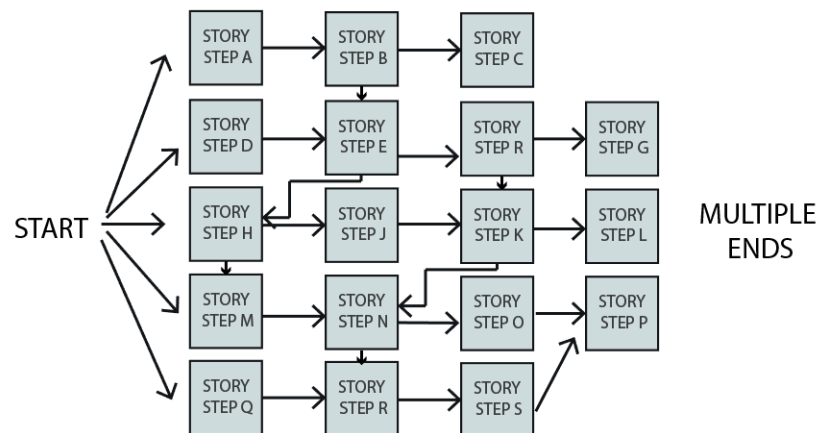 STORY
STEP A
STORY
STEP B
STORY
STEP C
STORY
STEP D
STORY
STEP E
STORY
STEP R
STORY
STEP G
START
STORY
STEP H
STORY
STEP J
STORY
STEP K
STORY
STEP L
MULTIPLE
ENDS
STORY
STEP M
STORY
STEP N
STORY
STEP O
STORY
STEP P
STORY
STEP Q
STORY
STEP R
STORY
STEP S